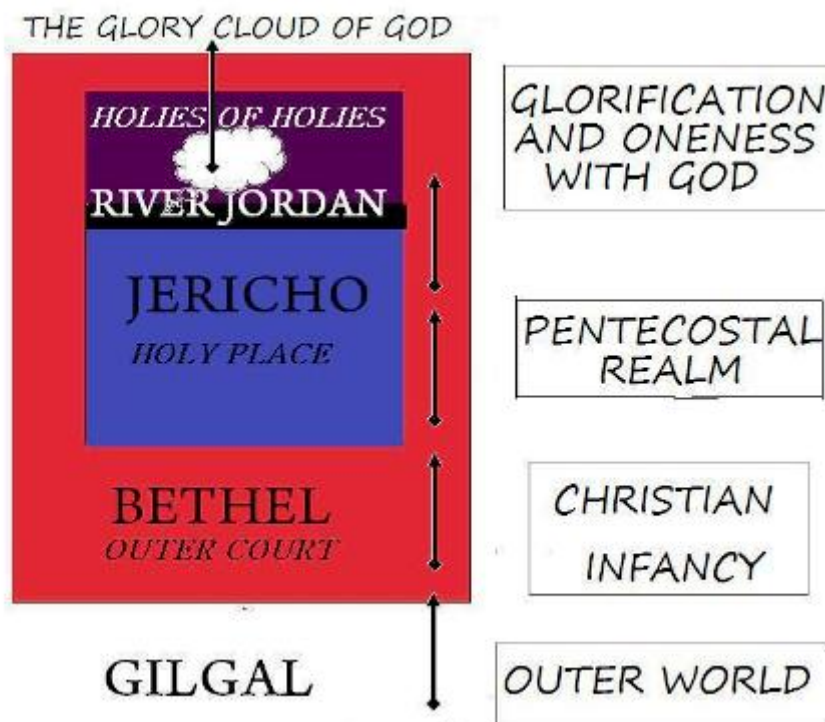 THE GLORY CLOUD OF GOD
HOLIES OF HOLIES
RIVER JORDAN
JERICHO
HOLY PLACE
BETHEL
OUTER COURT
GILGAL
GLORIFICATION
AND ONENESS
WITH GOD
PENTECOSTAL
REALM
CHRISTIAN
INFANCY
OUTER WORLD